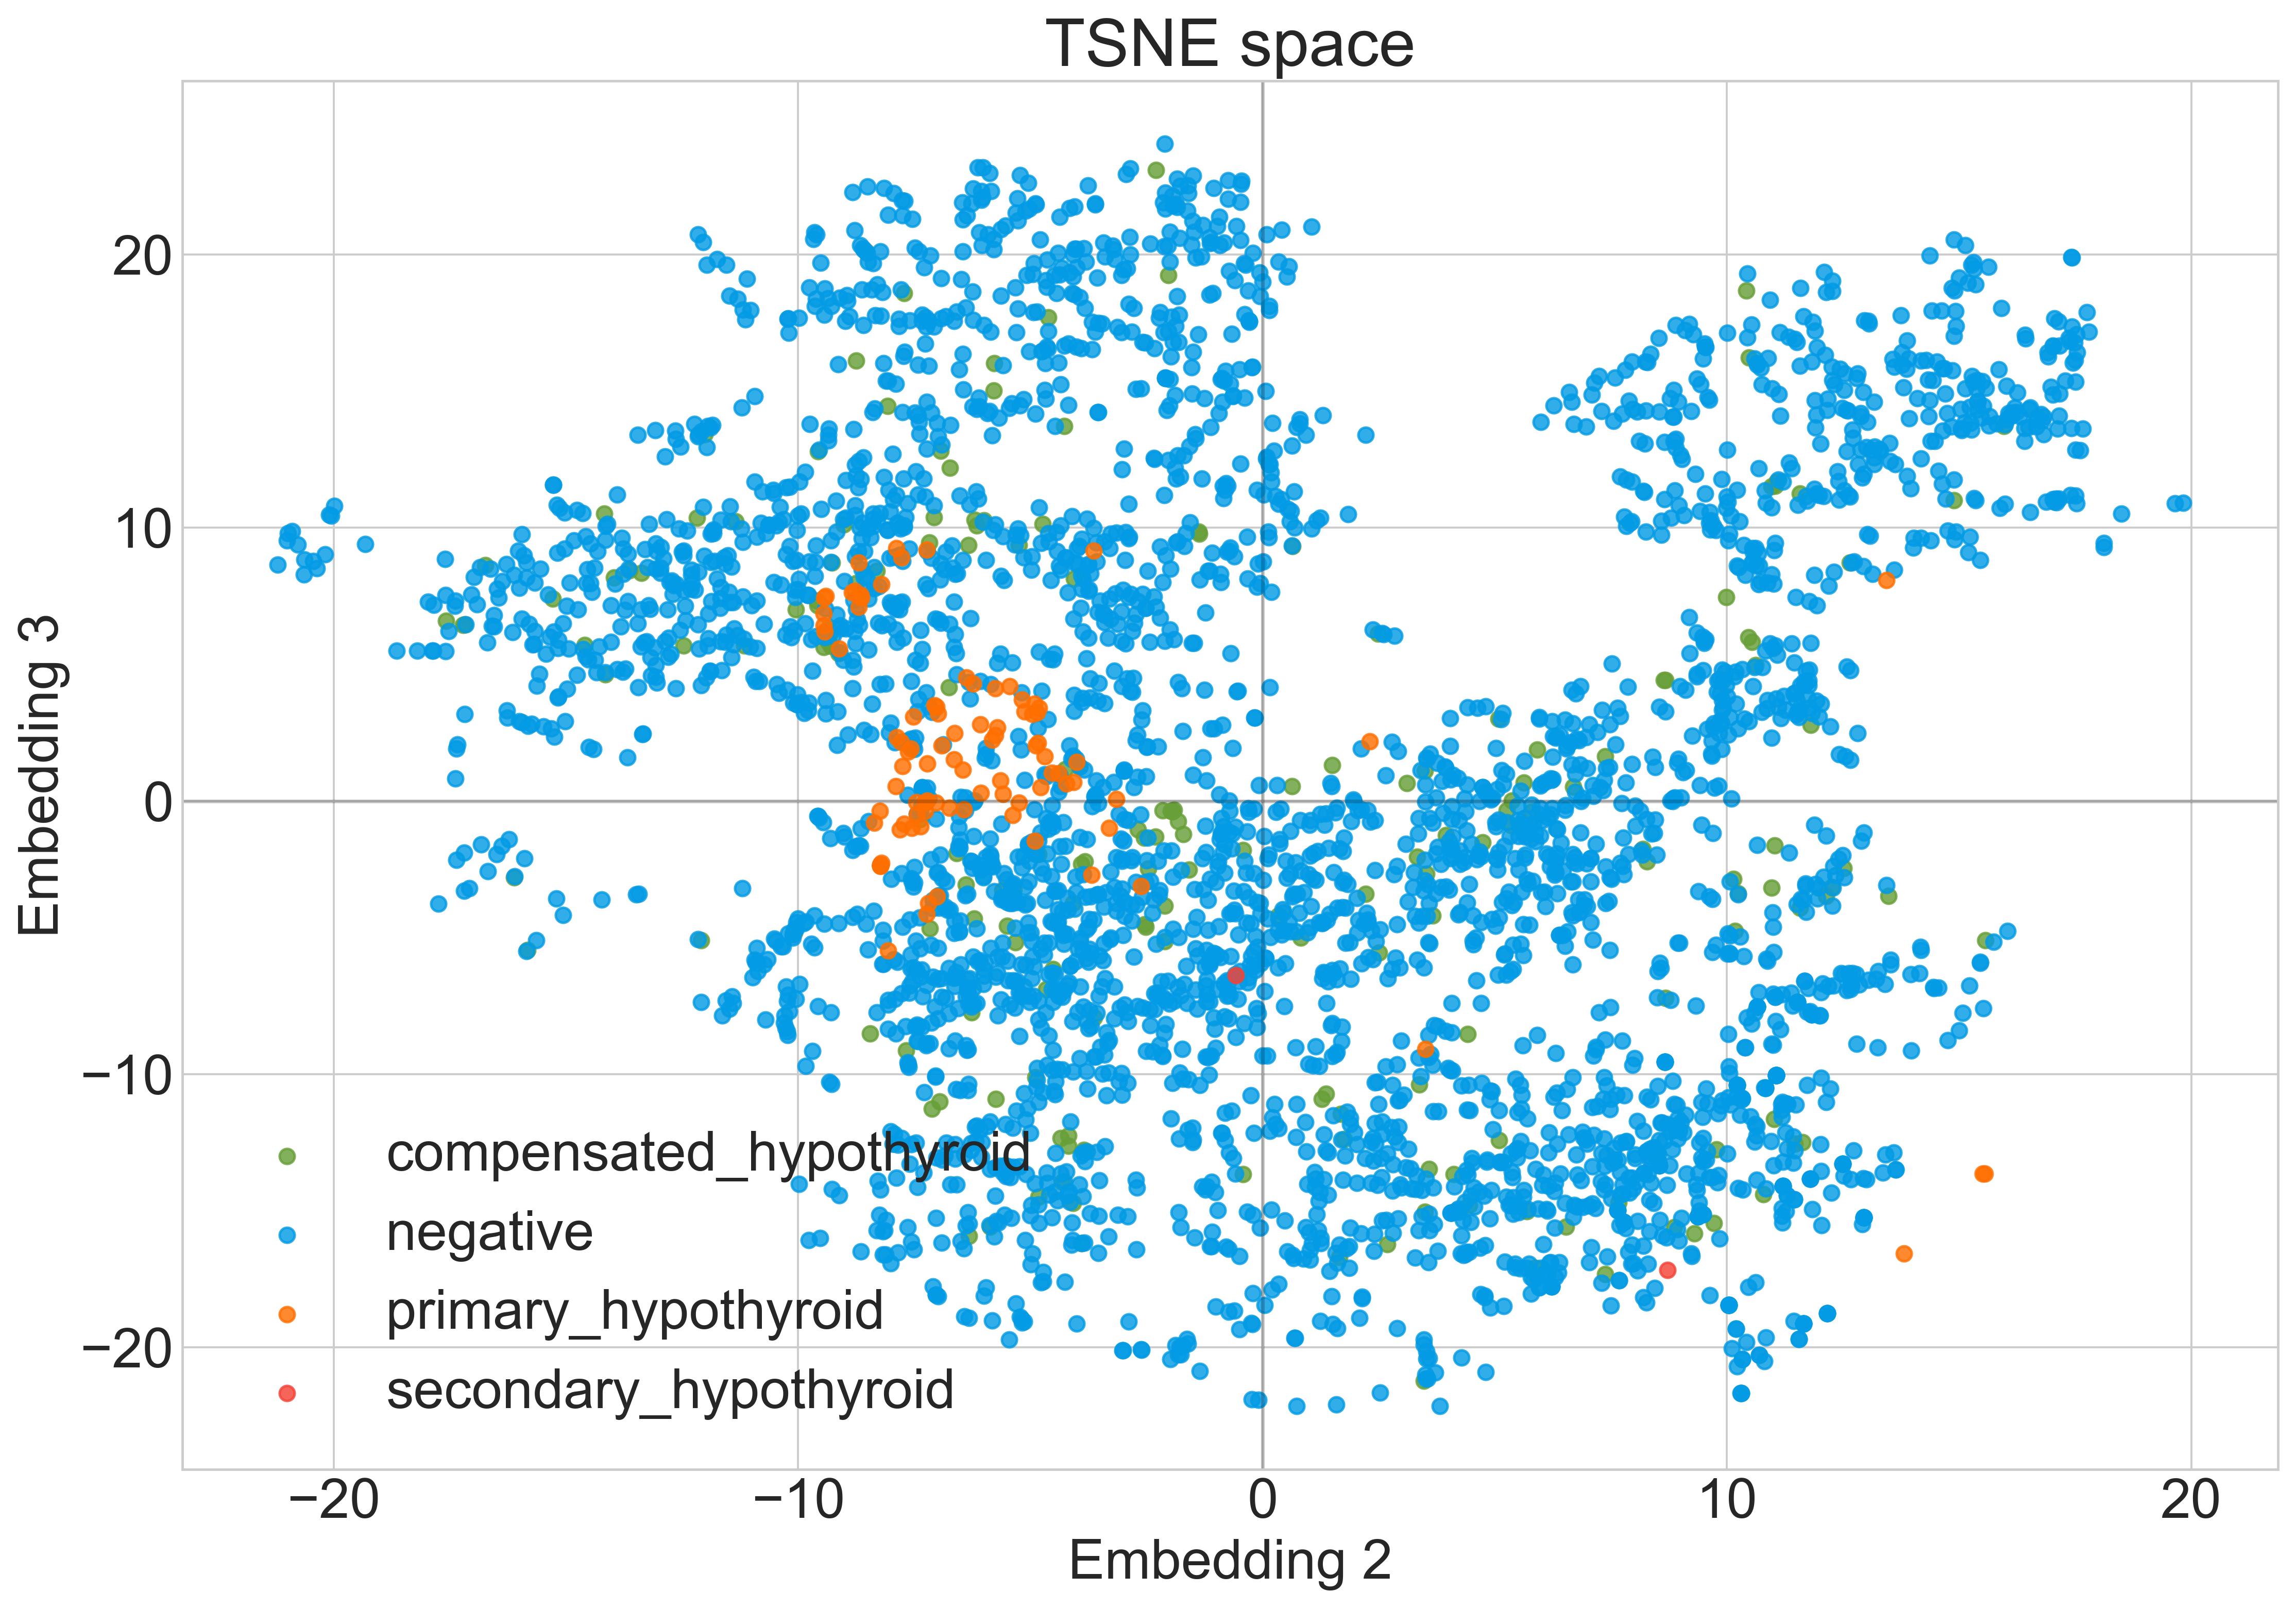 TSNE space
Embedding 3
20
10
0
−10
−20
compensated_hypothyroid
negative
primary_hypothyroid
secondary_hypothyroid
−20
−10
0
10
20
Embedding 2